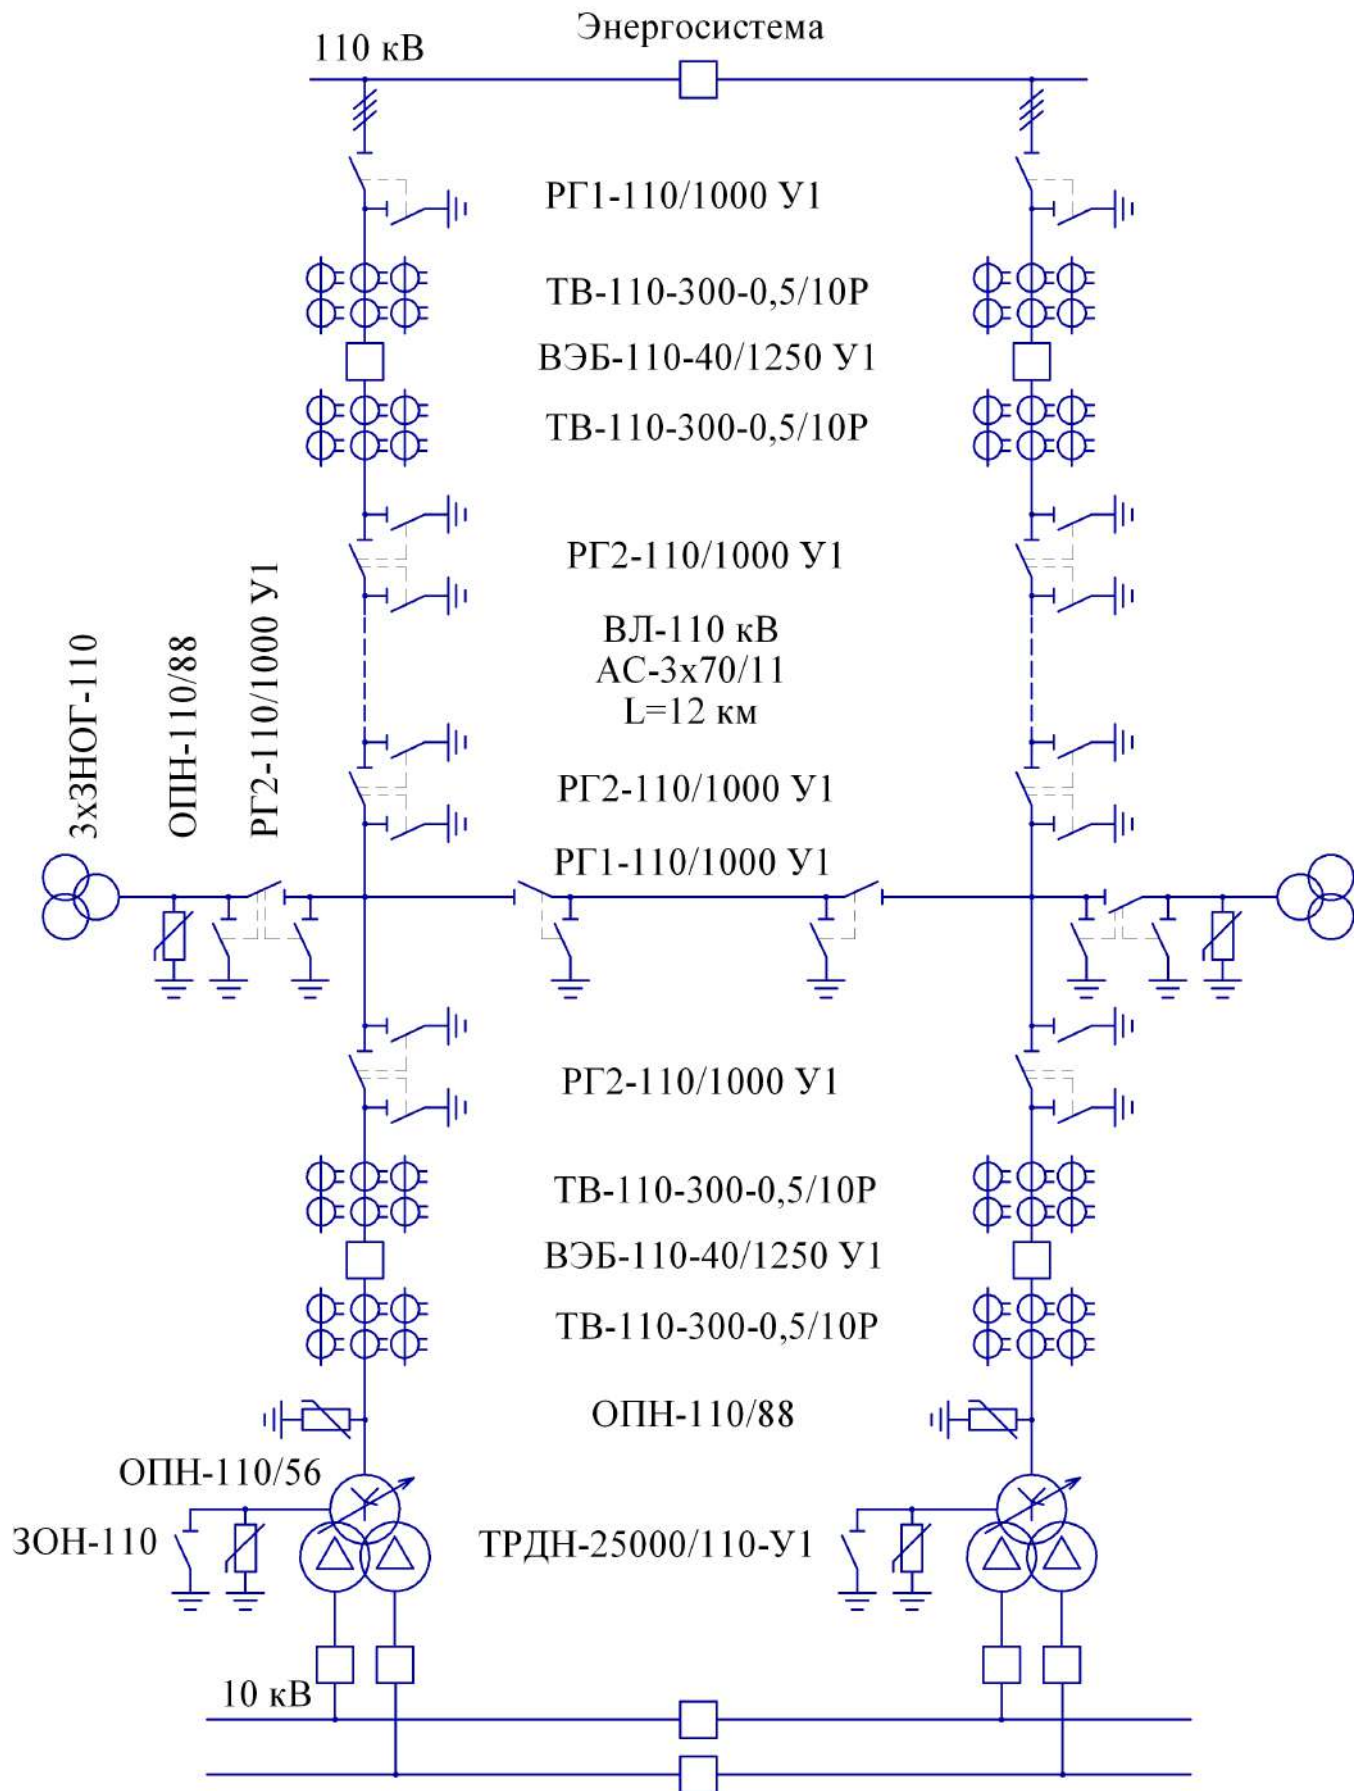 Энергосистема
110 кВ
РГ1-110/1000 У1
ТВ-110-300-0,5/10Р
ВЭБ-110-40/1250 У1
ТВ-110-300-0,5/10Р
РГ2-110/1000 У1
ВЛ-110 кВ
АС-3х70/11
L=12 км
3хЗНОГ-110
ОПН-110/88
РГ2-110/1000 У1
РГ2-110/1000 У1
РГ1-110/1000 У1
РГ2-110/1000 У1
ТВ-110-300-0,5/10Р
ВЭБ-110-40/1250 У1
ТВ-110-300-0,5/10Р
ОПН-110/88
ОПН-110/56
ЗОН-110
ТРДН-25000/110-У1
10 кВ